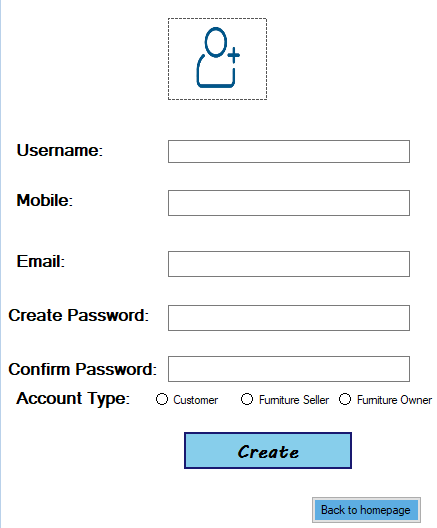 Username:
Mobile:
Email:
Create Password:
Confirm Password:
Account Type: Customer Furniture Seller Furniture Owner
Create
Back to homepage